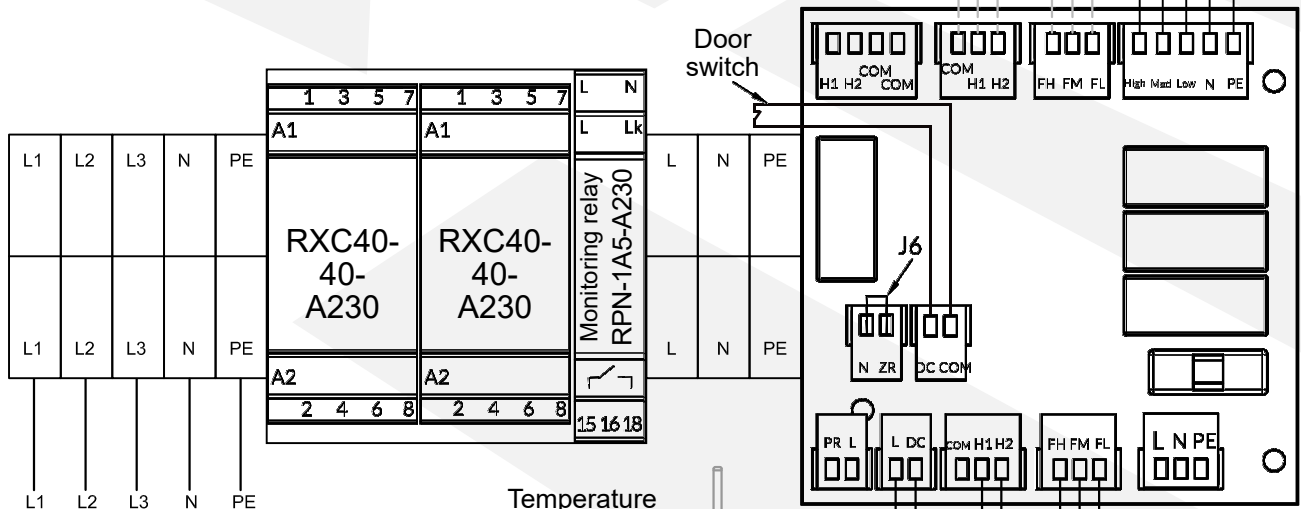 Door
switch
H1 H2 COM COM
COM H1 H2
FH FM FL
High Med Low N PE
1 3 5 7
1 3 5 7
L N
A1
A1
L Lk
L1 L2 L3 N PE
L N PE
RXC40-
40-
A230
RXC40-
40-
A230
Monitoring relay
RPN-1A5-A230
J6
L1 L2 L3 N PE
L N PE
N ZR
DC COM
A2
A2
2 4 6 8
2 4 6 8
15 16 18
PR L
L DC
COM H1 H2
FH FM FL
L N PE
L1 L2 L3 N PE
Temperature